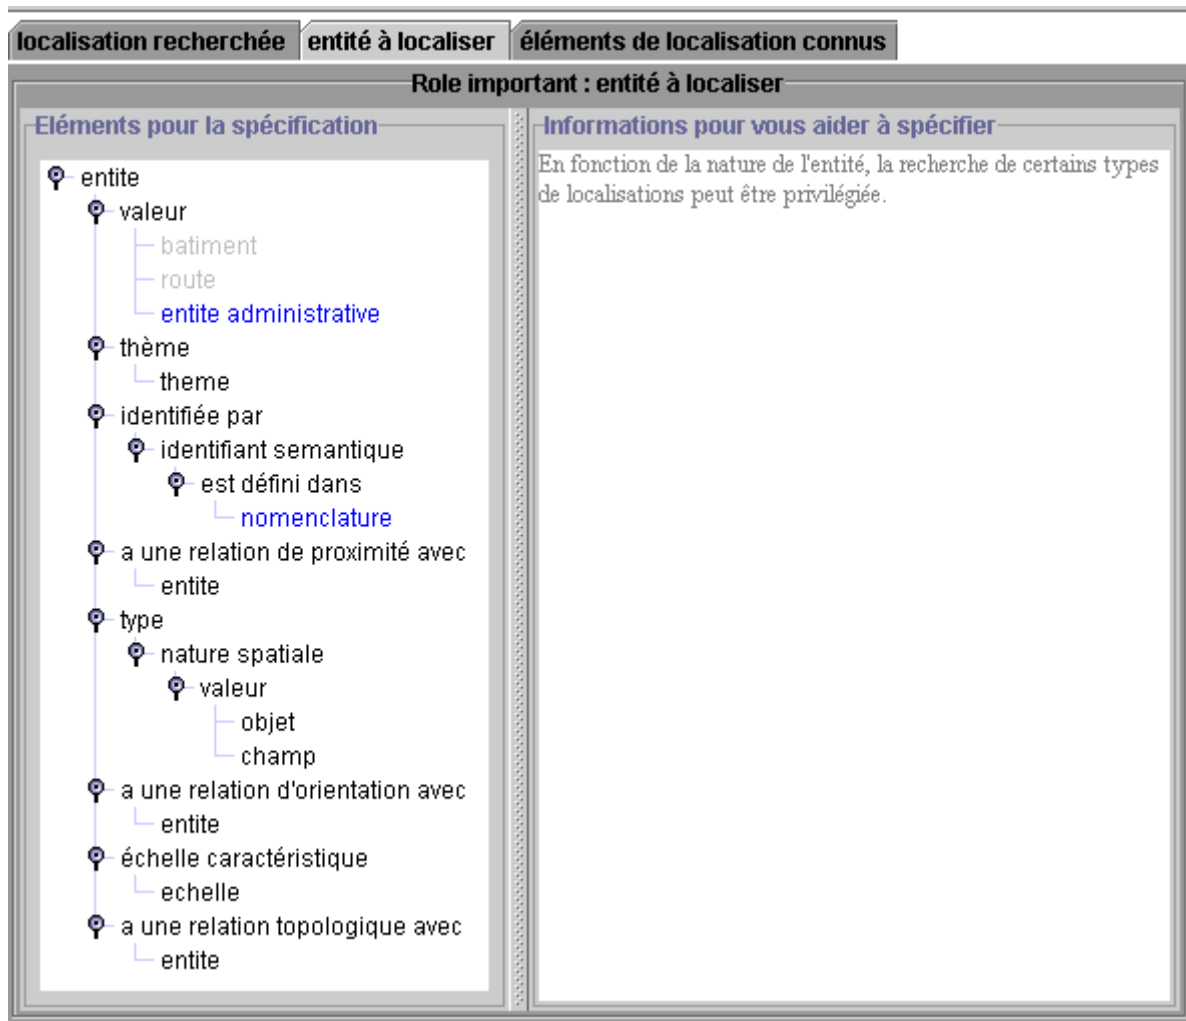 localisation recherchée entité à localiser éléments de localisation connus
Role important : entité à localiser
Eléments pour la spécification
entite
valeur
batiment
route
entite administrative
thème
theme
identifiée par
identifiant semantique
est défini dans
nomenclature
a une relation de proximité avec
entite
type
nature spatiale
valeur
objet
champ
a une relation d'orientation avec
entite
échelle caractéristique
echelle
a une relation topologique avec
entite
Informations pour vous aider à spécifier
En fonction de la nature de l'entité, la recherche de certains types
de localisations peut être privilégiée.